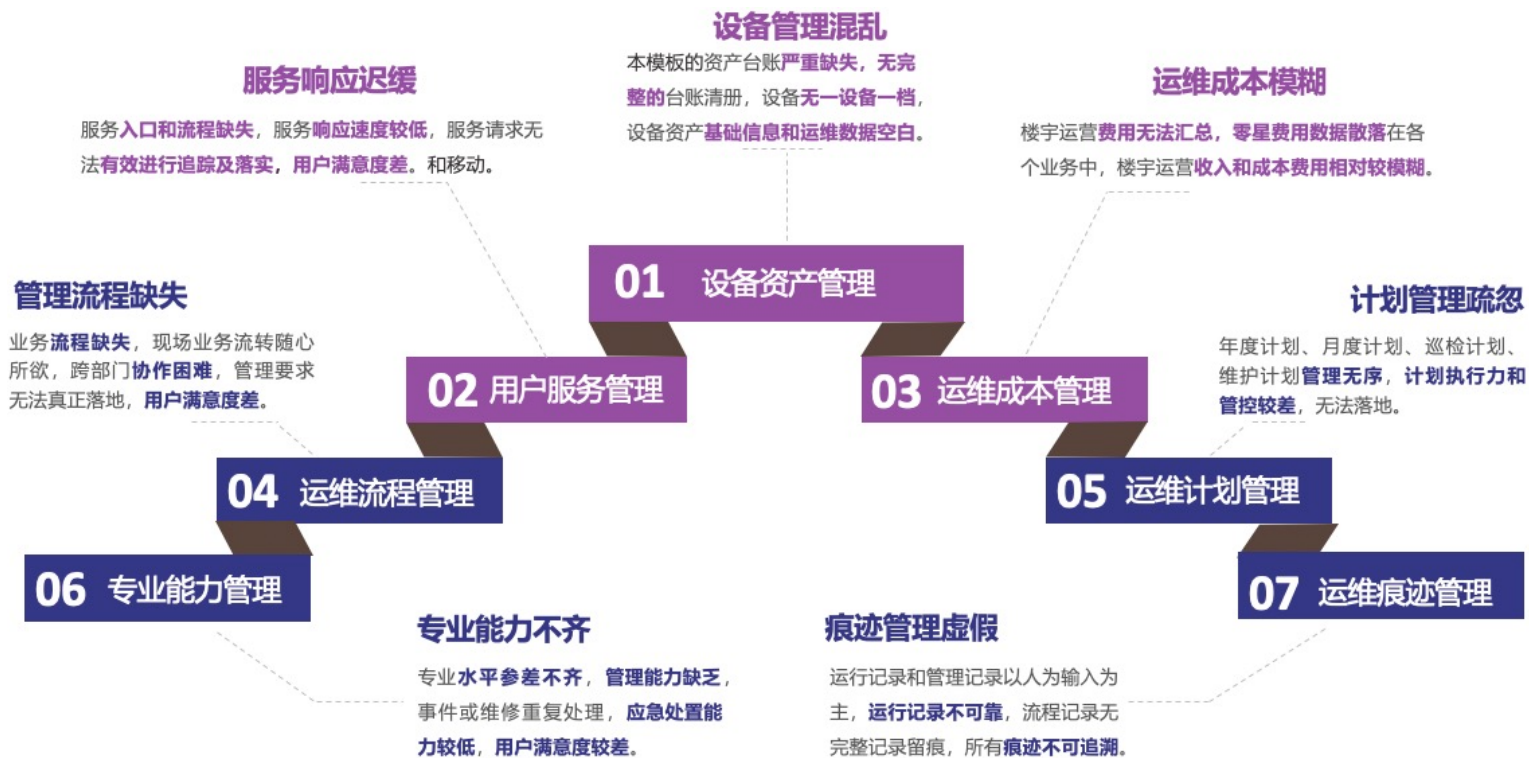 设备管理混乱
本模板的资产台账严重缺失，无完
整的台账清册，设备无一设备一档，
设备资产基础信息和运维数据空白。
服务响应迟缓
服务入口和流程缺失，服务响应速度较低，服务请求无
法有效进行追踪及落实，用户满意度差。和移动。
运维成本模糊
楼宇运营费用无法汇总，零星费用数据散落在各
个业务中，楼宇运营收入和成本费用相对较模糊。
01 设备资产管理
管理流程缺失
业务流程缺失，现场业务流转随心
所欲，跨部门协作困难，管理要求
无法真正落地，用户满意度差。
计划管理疏忽
年度计划、月度计划、巡检计划、
维护计划管理无序，计划执行力和
管控较差，无法落地。
02 用户服务管理
03 运维成本管理
04 运维流程管理
05 运维计划管理
06 专业能力管理
07 运维痕迹管理
专业能力不齐
专业水平参差不齐，管理能力缺乏，
事件或维修重复处理，应急处置能
力较低，用户满意度较差。
痕迹管理虚假
运行记录和管理记录以人为输入为
主，运行记录不可靠，流程记录无
完整记录留痕，所有痕迹不可追溯。